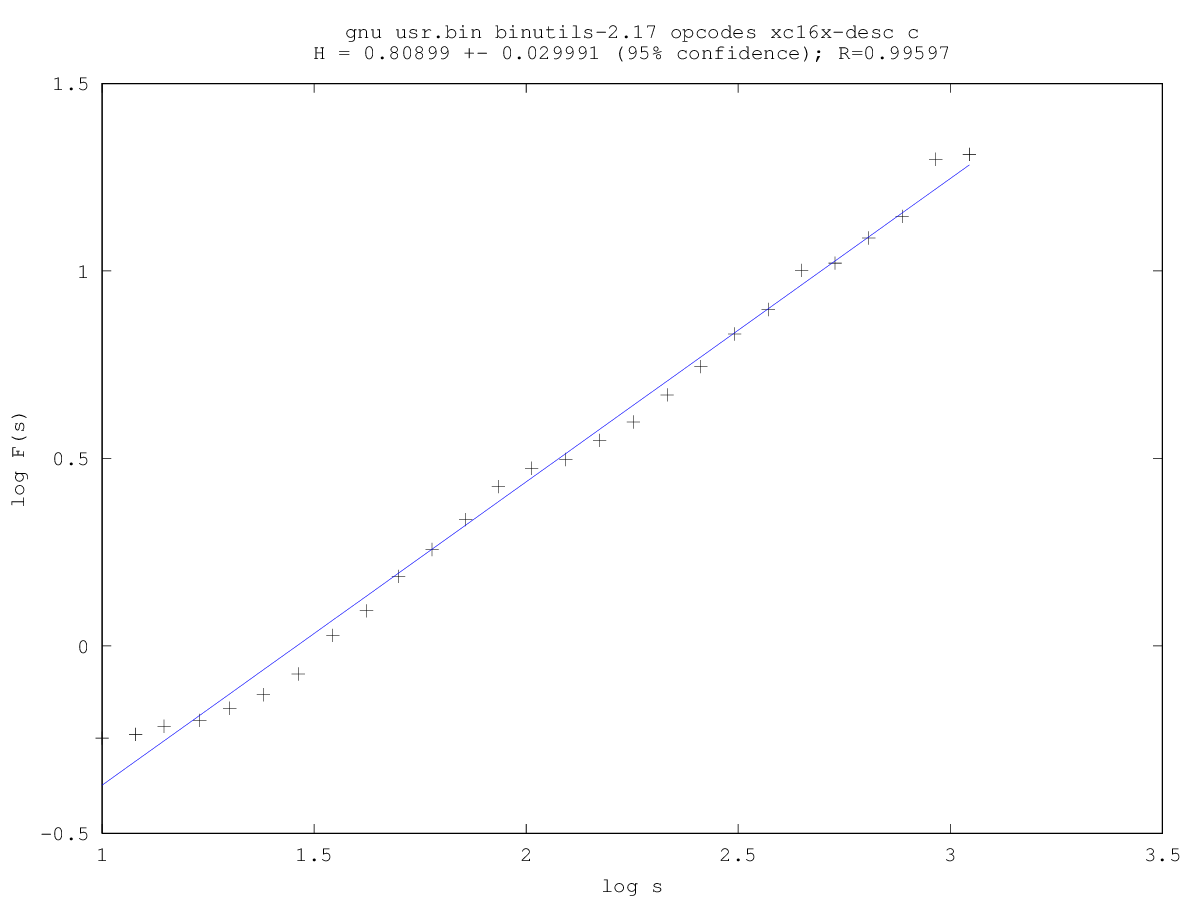 gnu usr.bin binutils-2.17 opcodes xc16x-desc c
H = 0.80899 +- 0.029991 (95% confidence); R=0.99597
1.5
1
0.5
0
-0.5
log F(s)
1 1.5 2 2.5 3 3.5
log s